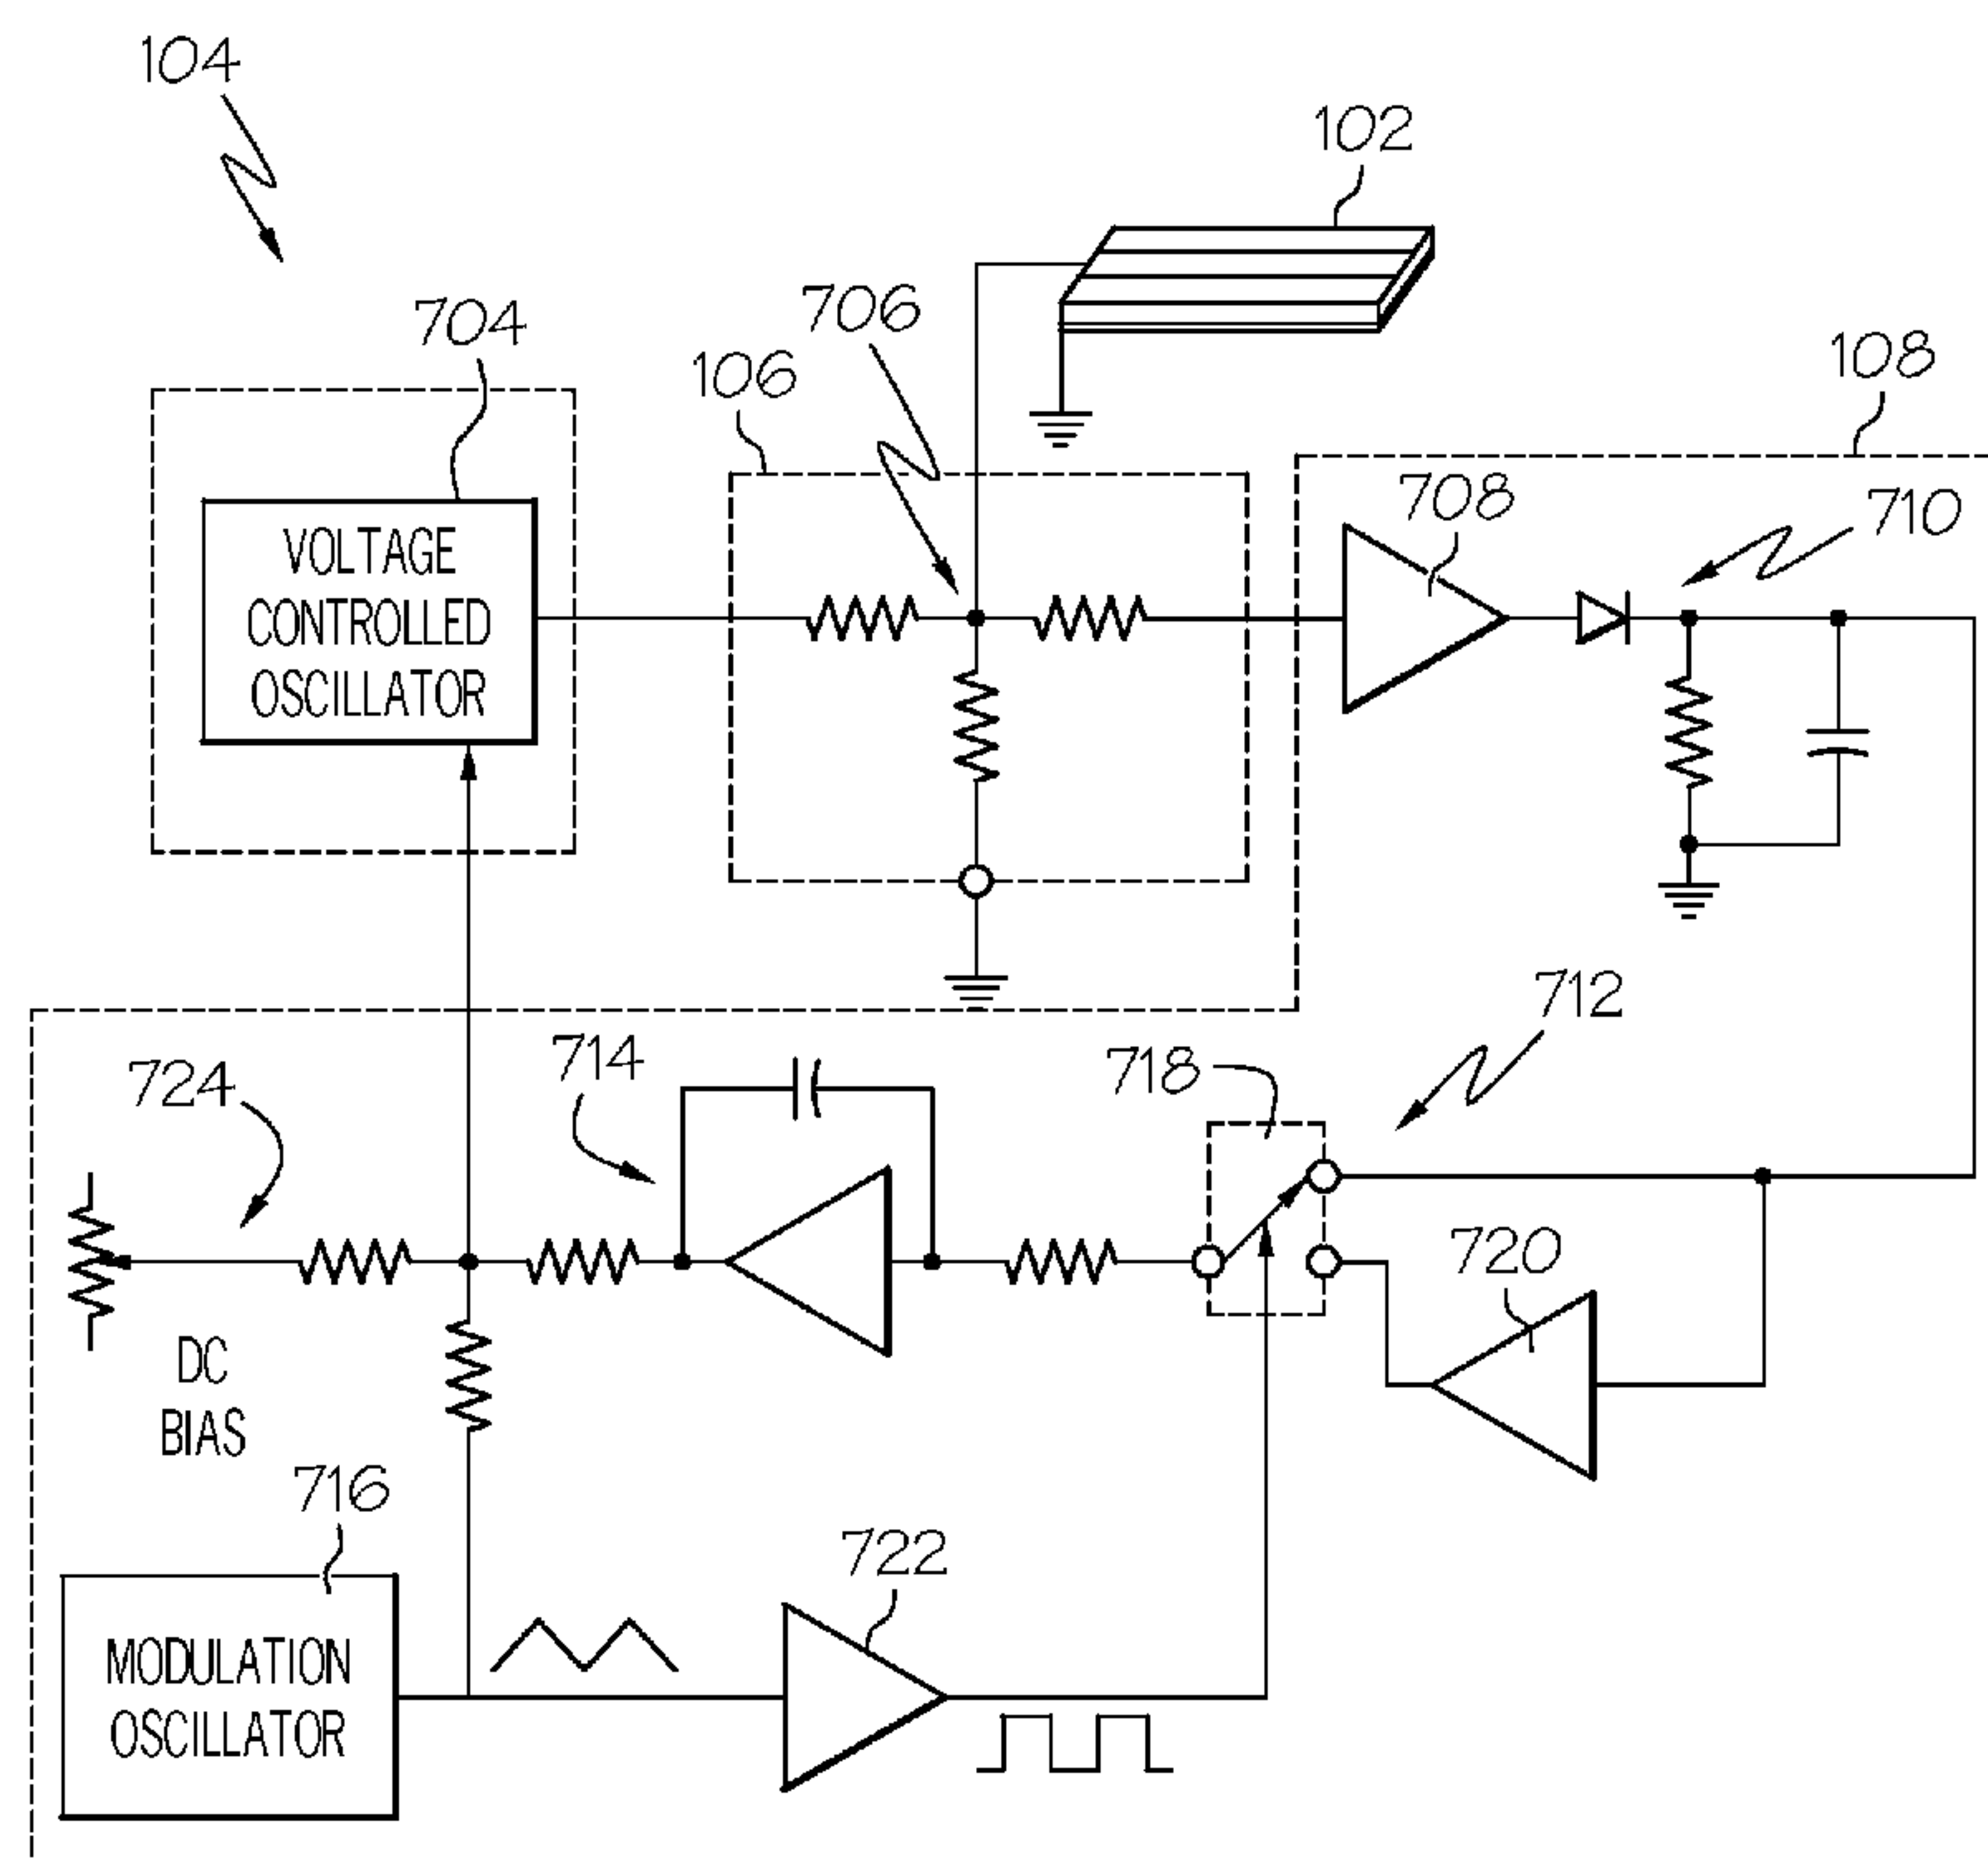 104
102
704
706
106
108
708
710
VOLTAGE
CONTROLLED
OSCILLATOR
712
714
718
724
720
DC
BIAS
716
722
MODULATION
OSCILLATOR